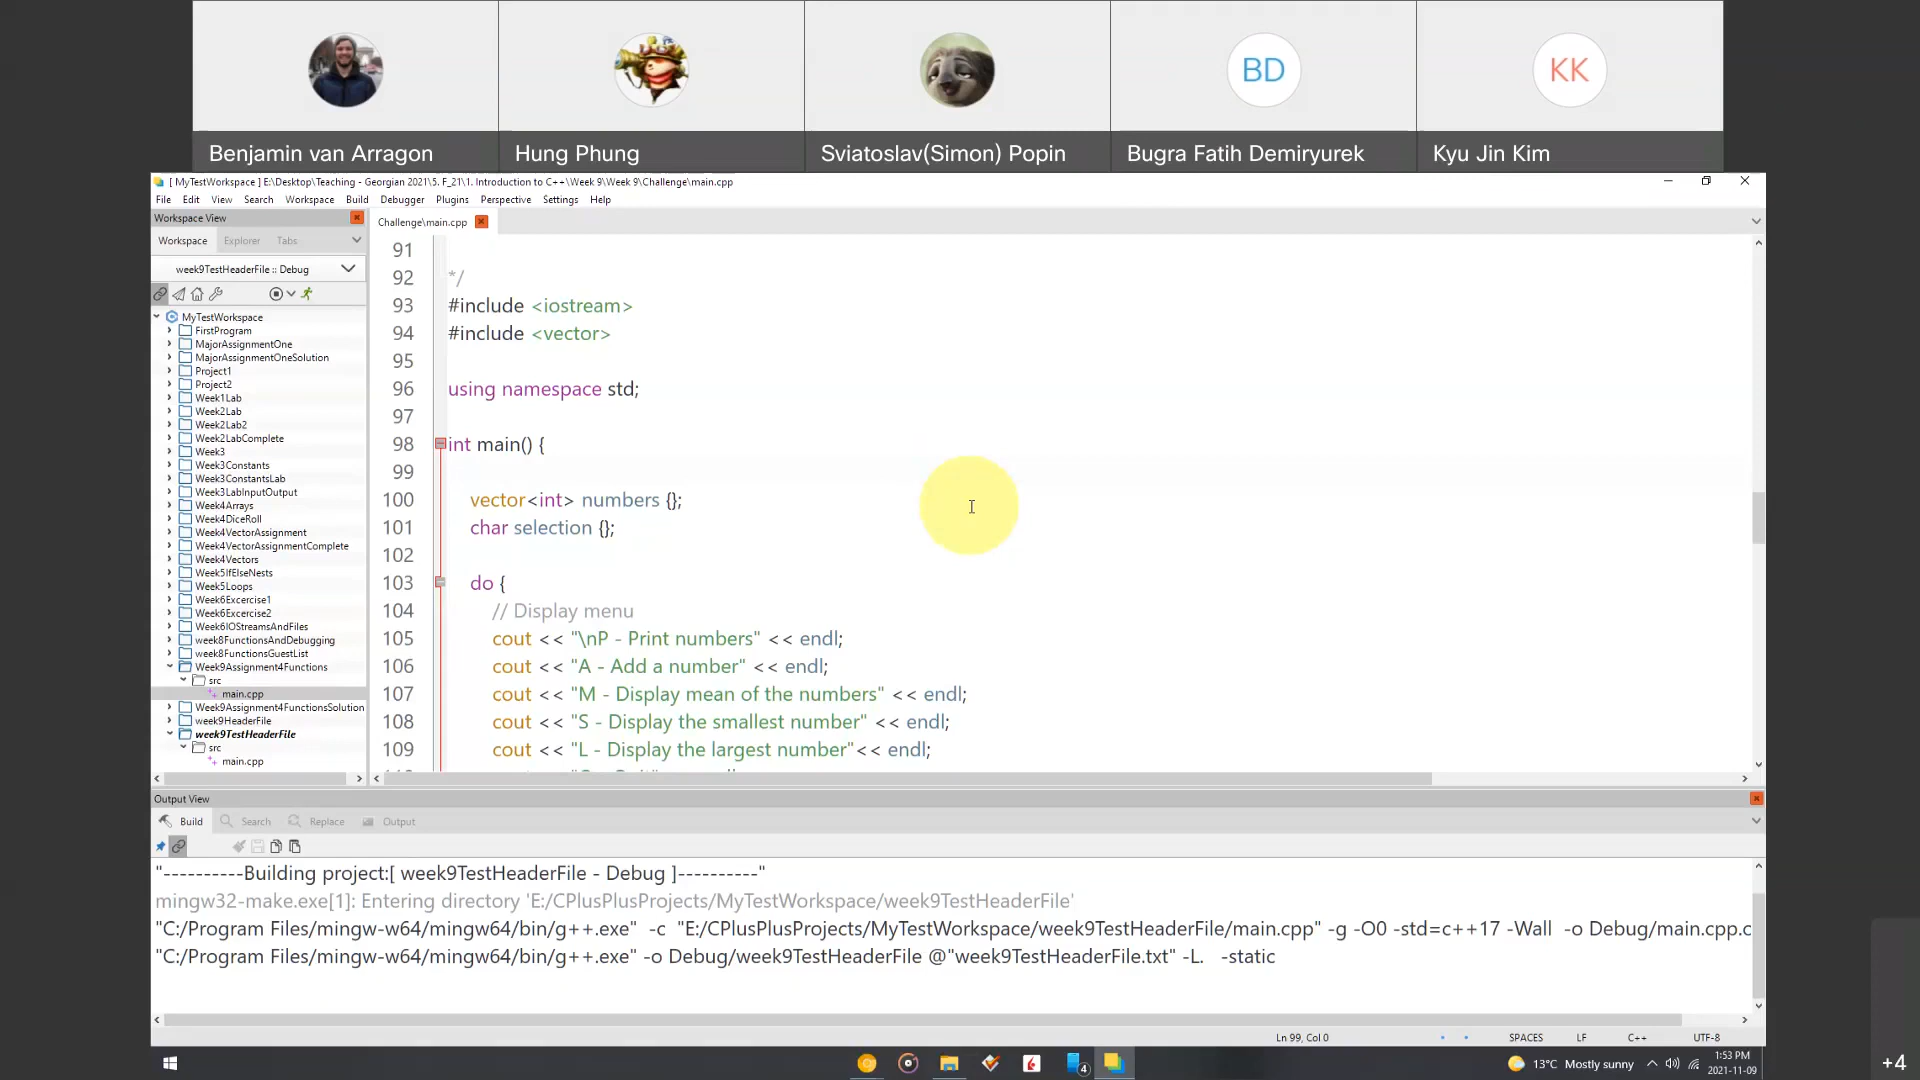 BD
KK
Benjamin van Arragon
Hung Phung
Sviatoslav(Simon) Popin
Bugra Fatih Demiryurek
Kyu Jin Kim
[ MyTestWorkspace ] E:\Desktop\Teaching - Georgian 2021\5. F_21\1. Introduction to C++\Week 9\Week 9\Challenge\main.cpp
File Edit View Search Workspace Build Debugger Plugins Perspective Settings Help
Workspace View
Workspace Explorer Tabs
week9TestHeaderFile :: Debug
MyTestWorkspace
FirstProgram
MajorAssignmentOne
MajorAssignmentOneSolution
Project1
Project2
Week1Lab
Week2Lab
Week2Lab2
Week2LabComplete
Week3
Week3Constants
Week3ConstantsLab
Week3LabInputOutput
Week4Arrays
Week4DiceRoll
Week4VectorAssignment
Week4VectorAssignmentComplete
Week4Vectors
Week5IfElseNests
Week5Loops
Week6Excercise1
Week6Excercise2
Week6IOStreamsAndFiles
week8FunctionsAndDebugging
week8FunctionsGuestList
Week9Assignment4Functions
src
main.cpp
Week9Assignment4FunctionsSolution
week9HeaderFile
week9TestHeaderFile
src
main.cpp
Challenge\main.cpp
91
92 */
93 #include <iostream>
94 #include <vector>
95
96 using namespace std;
97
98 int main() {
99
100 vector<int> numbers {};
101 char selection {};
102
103 do {
104 // Display menu
105 cout << "\nP - Print numbers" << endl;
106 cout << "A - Add a number" << endl;
107 cout << "M - Display mean of the numbers" << endl;
108 cout << "S - Display the smallest number" << endl;
109 cout << "L - Display the largest number"<< endl;
Output View
Build Search Replace Output
"----------Building project:[ week9TestHeaderFile - Debug ]----------"
mingw32-make.exe[1]: Entering directory 'E:/CPlusPlusProjects/MyTestWorkspace/week9TestHeaderFile'
"C:/Program Files/mingw-w64/mingw64/bin/g++.exe" -c "E:/CPlusPlusProjects/MyTestWorkspace/week9TestHeaderFile/main.cpp" -g -O0 -std=c++17 -Wall -o Debug/main.cpp.c
"C:/Program Files/mingw-w64/mingw64/bin/g++.exe" -o Debug/week9TestHeaderFile @"week9TestHeaderFile.txt" -L. -static
Ln 99, Col 0 SPACES LF C++ UTF-8
4
13°C Mostly sunny
1:53 PM
2021-11-09
+4